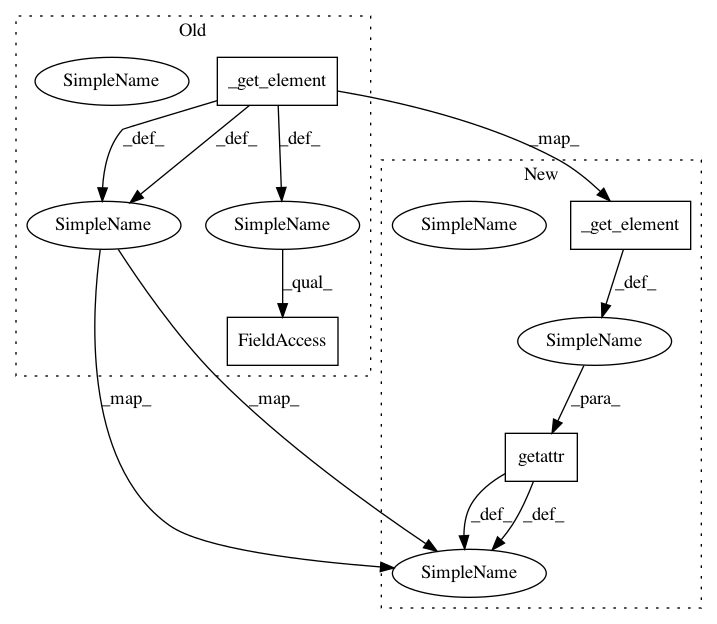 Old
SimpleName
_get_element
_def_
_def_
_def_
_map_
New
SimpleName
SimpleName
SimpleName
_get_element
_qual_
_def_
FieldAccess
SimpleName
_map_
_map_
_para_
getattr
_def_
_def_
SimpleName